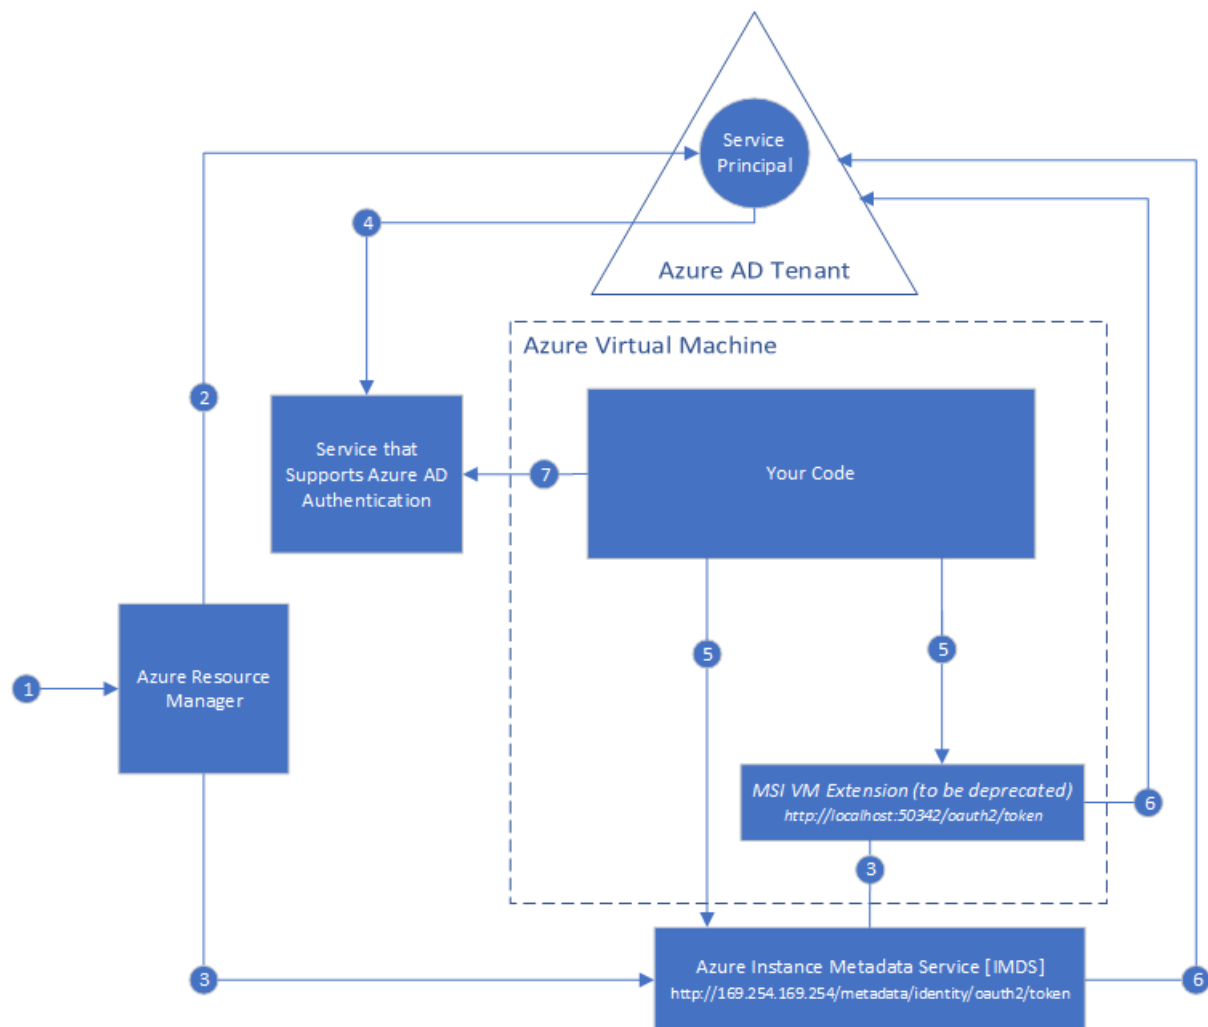 Service
Principal
4
Azure AD Tenant
Azure Virtual Machine
2
Service that
Supports Azure AD
Authentication
7
Your Code
5
5
1
Azure Resource
Manager
MSI VM Extension (to be deprecated)
http://localhost:50342/oauth2/token
6
3
3
Azure Instance Metadata Service [IMDS]
http://169.254.169.254/metadata/identity/oauth2/token
6